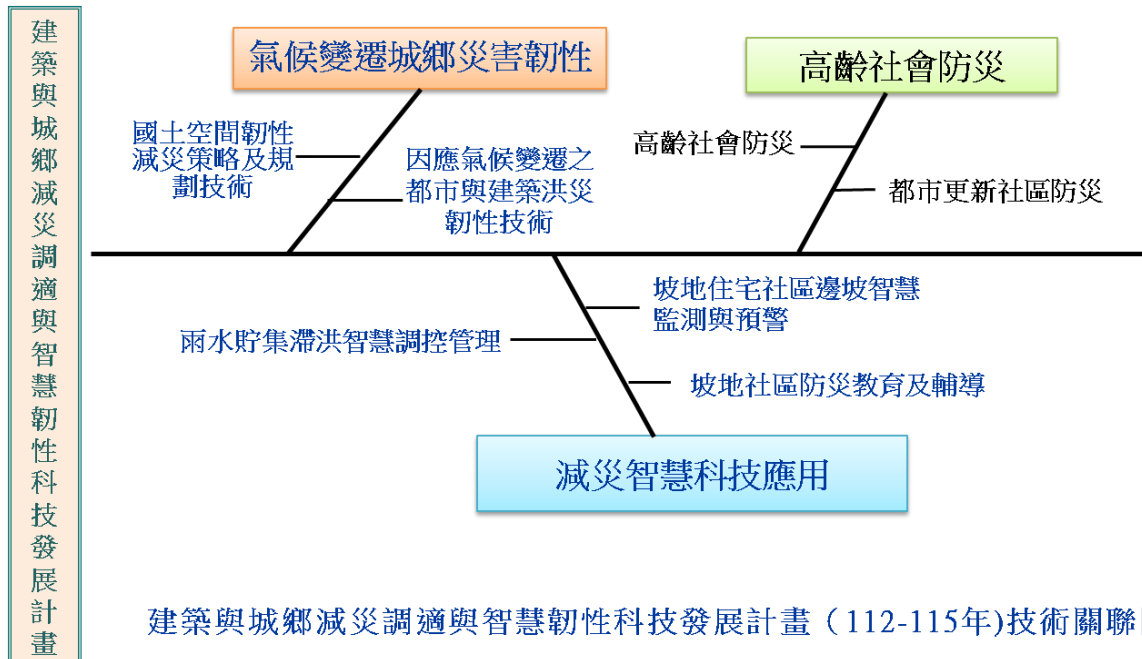 建築與城鄉減災調適與智慧韌性科技發展計畫
氣候變遷城鄉災害韌性
高齡社會防災
國土空間韌性
減災策略及規
劃技術
因應氣候變遷之
都市與建築洪災
韌性技術
高齡社會防災
都市更新社區防災
坡地住宅社區邊坡智慧
監測與預警
雨水貯集滯洪智慧調控管理
坡地社區防災教育及輔導
減災智慧科技應用
建築與城鄉減災調適與智慧韌性科技發展計畫（112-115年)技術關聯